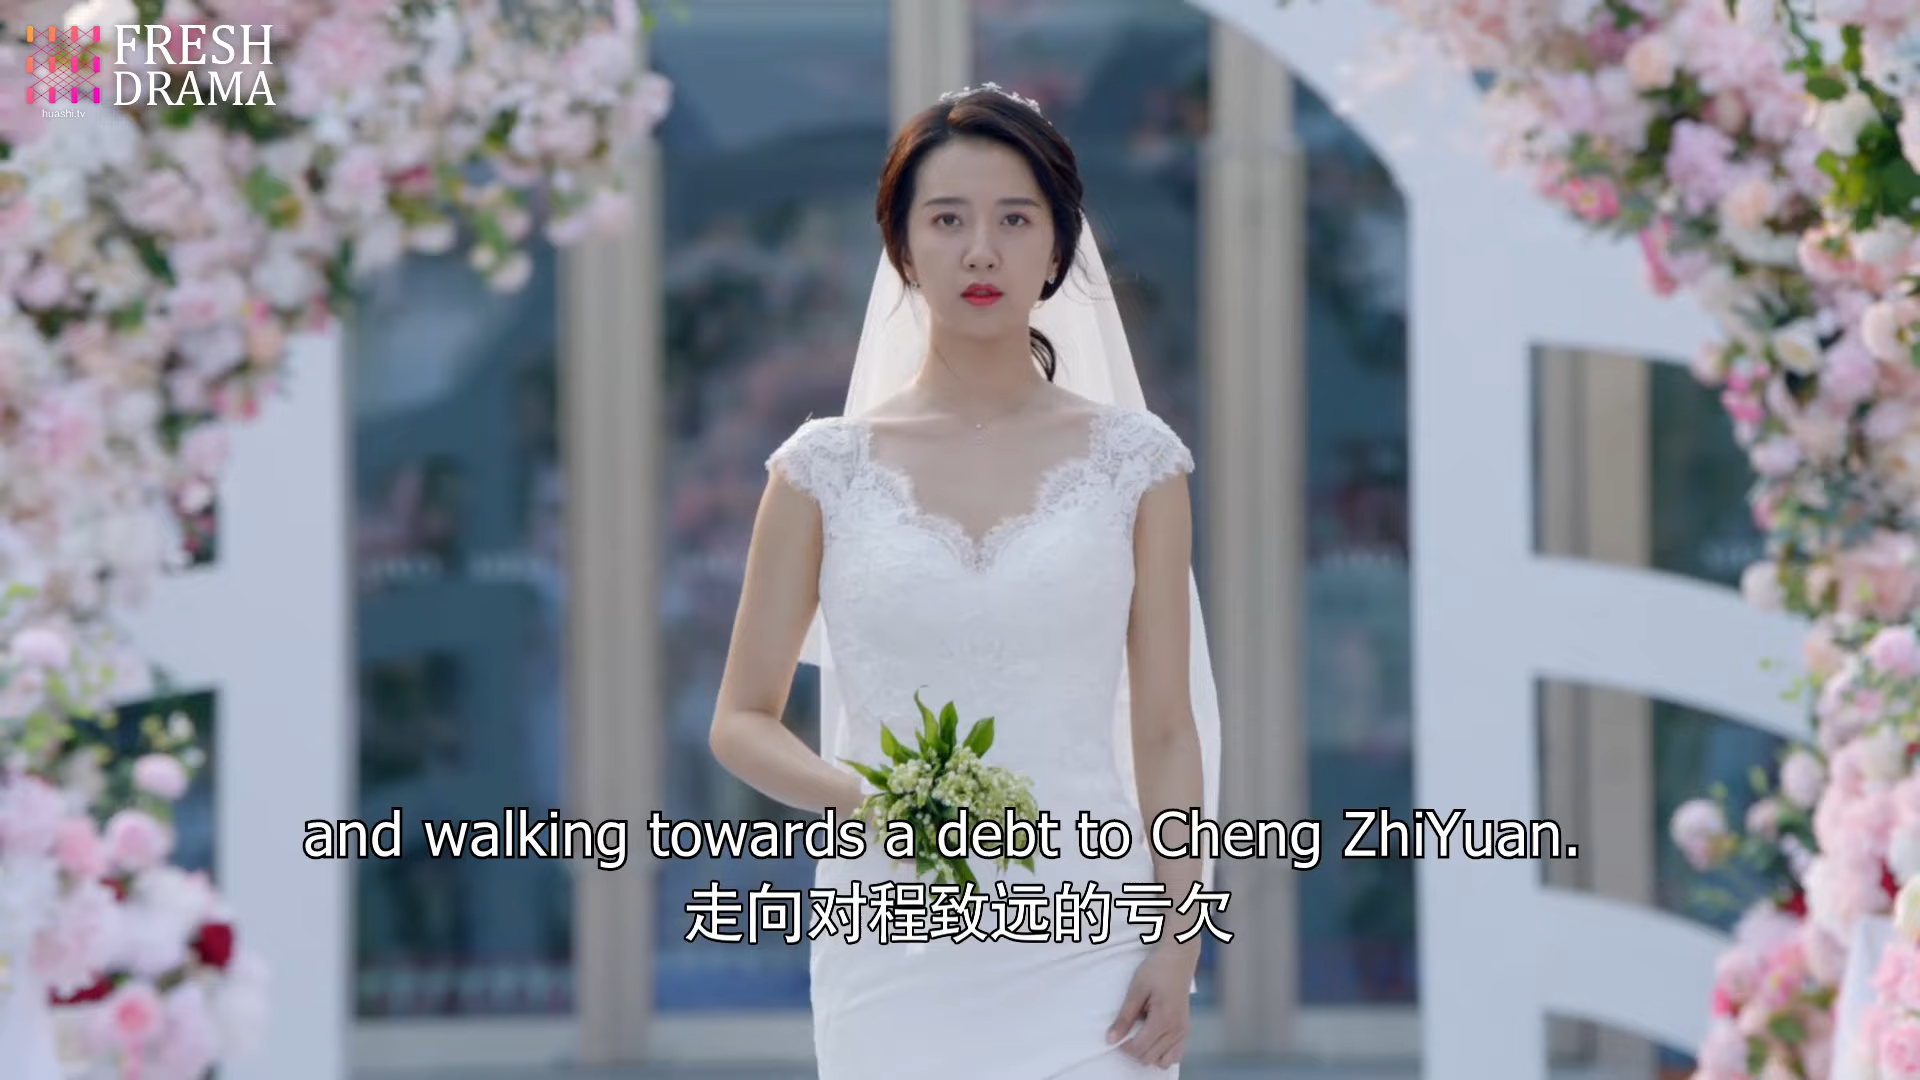 FRESH
DRAMA
huashi.tv
and walking towards a debt to Cheng ZhiYuan.
走向对程致远的亏欠